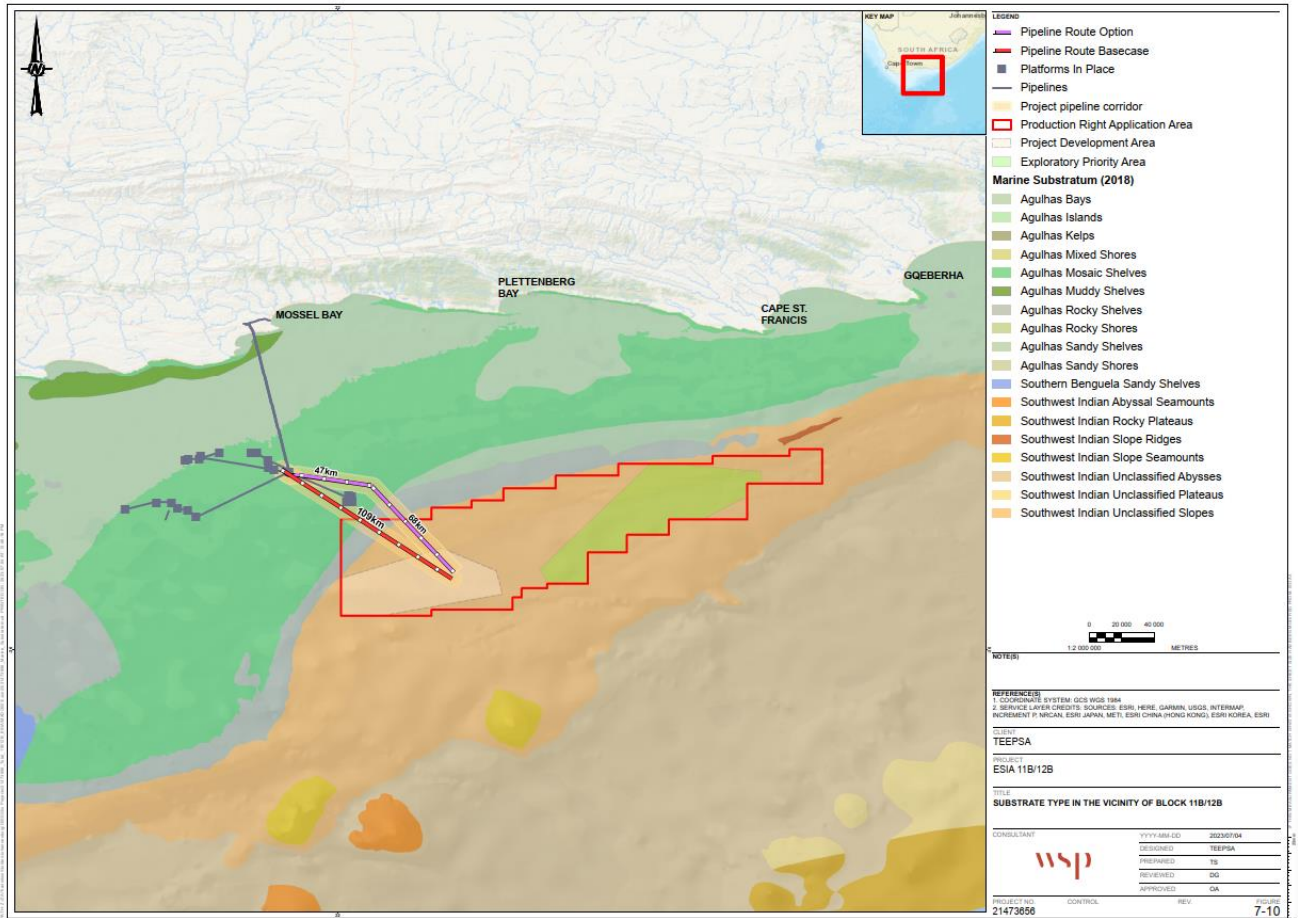 N
MOSSEL BAY
PLETTENBERG
BAY
CAPE ST.
FRANCIS
GQEBERHA
47km
109km
68km
KEY MAP
SOUTH AFRICA
LEGEND
Pipeline Route Option
Pipeline Route Basecase
Platforms In Place
Pipelines
Project pipeline corridor
Production Right Application Area
Project Development Area
Exploratory Priority Area
Marine Substratum (2018)
Agulhas Bays
Agulhas Islands
Agulhas Kelps
Agulhas Mixed Shores
Agulhas Mosaic Shelves
Agulhas Muddy Shelves
Agulhas Rocky Shelves
Agulhas Rocky Shores
Agulhas Sandy Shelves
Agulhas Sandy Shores
Southern Benguela Sandy Shelves
Southwest Indian Abyssal Seamounts
Southwest Indian Rocky Plateaus
Southwest Indian Slope Ridges
Southwest Indian Slope Seamounts
Southwest Indian Unclassified Abysses
Southwest Indian Unclassified Plateaus
Southwest Indian Unclassified Slopes
0 20 000 40 000
1:2 000 000 METRES
NOTE(S)
REFERENCE(S)
1. COORDINATE SYSTEM: GCS WGS 1984
2. SERVICE LAYER CREDITS: SOURCES: ESRI, HERE, GARMIN, USGS, INTERMAP,
INCREMENT P, NRCAN, ESRI JAPAN, METI, ESRI CHINA (HONG KONG), ESRI KOREA, ESRI
CLIENT
TEEPSA
PROJECT
ESIA 11B/12B
TITLE
SUBSTRATE TYPE IN THE VICINITY OF BLOCK 11B/12B
CONSULTANT
wsp
YYYY-MM-DD 2023/07/04
DESIGNED TEEPSA
PREPARED TS
REVIEWED DG
APPROVED OA
PROJECT NO. CONTROL REV. FIGURE
21473656 7-10